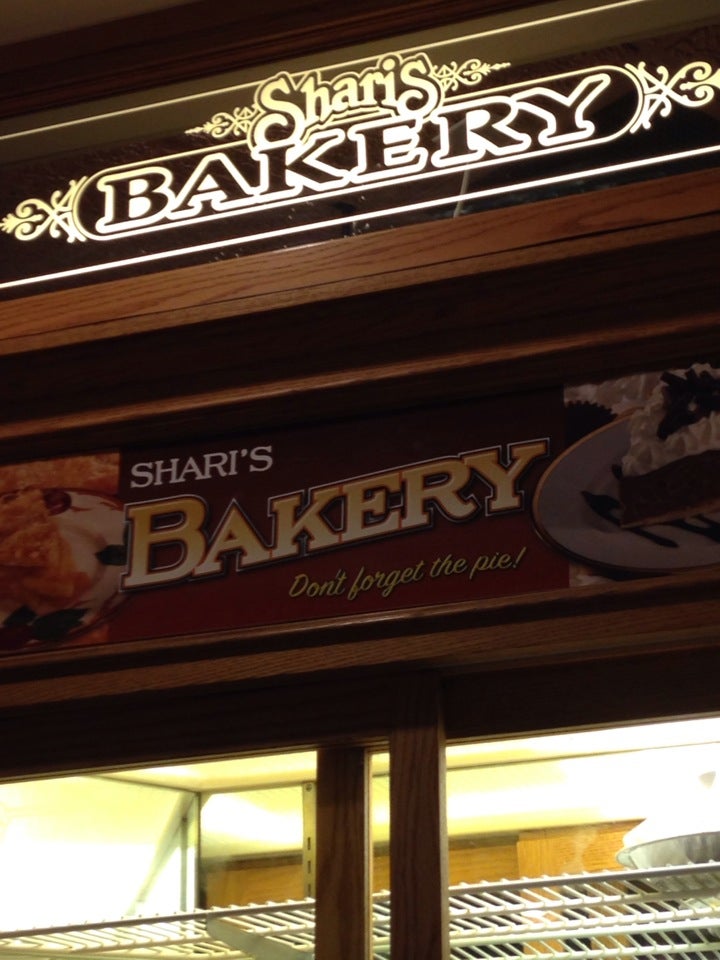 Shari's
BAKERY
SHARI'S
BAKERY
Don't forget the pie!